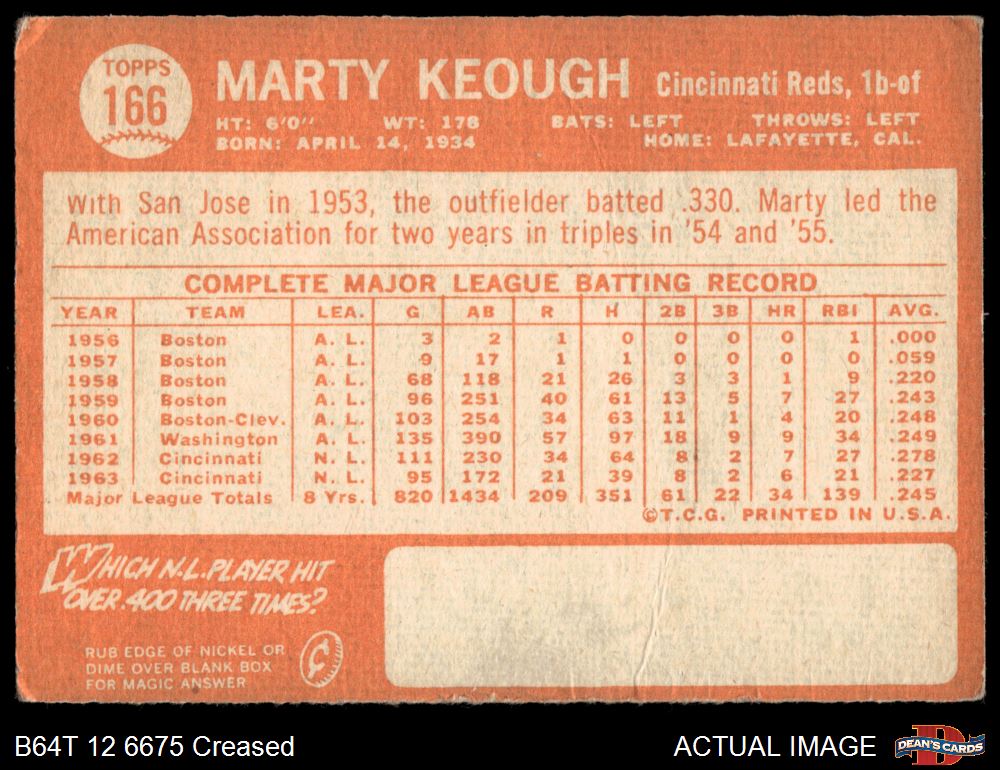 TOPPS
166
MARTY KEOUGH Cincinnati Reds, 1b-of
HT: 6'0" WT: 178 BATS: LEFT THROWS: LEFT
BORN: APRIL 14, 1934 HOME: LAFAYETTE, CAL.
With San Jose in 1953, the outfielder batted .330. Marty led the
American Association for two years in triples in '54 and '55.
COMPLETE MAJOR LEAGUE BATTING RECORD
YEAR TEAM LEA. G AB R H 2B 3B HR RBI AVG.
1956 Boston A. L. 3 2 1 0 0 0 0 1 .000
1957 Boston A. L. 9 17 1 1 0 0 0 0 .059
1958 Boston A. L. 68 118 21 26 3 3 1 9 .220
1959 Boston A. L. 96 251 40 61 13 5 7 27 .243
1960 Boston-Clev. A. L. 103 254 34 63 11 1 4 20 .248
1961 Washington A. L. 135 390 57 97 18 9 9 34 .249
1962 Cincinnati N. L. 111 230 34 64 8 2 7 27 .278
1963 Cincinnati N. L. 95 172 21 39 8 2 6 21 .227
Major League Totals 8 Yrs. 820 1434 209 351 61 22 34 139 .245
©T.C.G. PRINTED IN U.S.A.
WHICH N.L. PLAYER HIT
OVER .400 THREE TIMES?
RUB EDGE OF NICKEL OR
DIME OVER BLANK BOX
FOR MAGIC ANSWER
¢
B64T 12 6675 Creased
ACTUAL IMAGE
DEAN'S CARDS